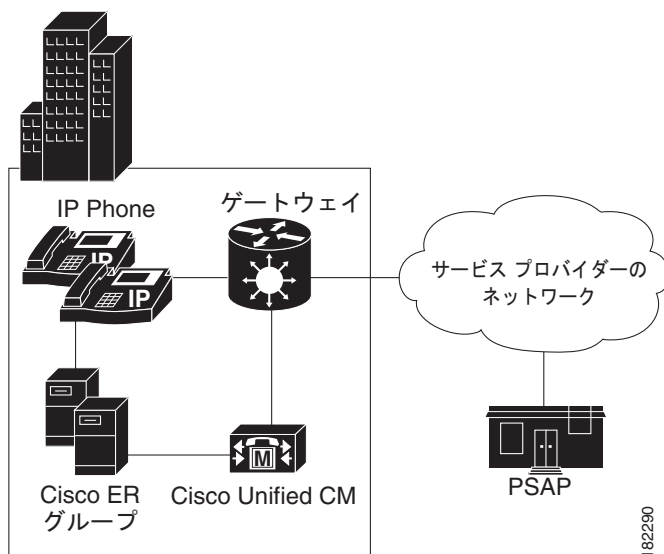 IP Phone
ゲートウェイ
IP
IP
サービス プロバイダーの
ネットワーク
M
Cisco ER
グループ
Cisco Unified CM
PSAP
182290